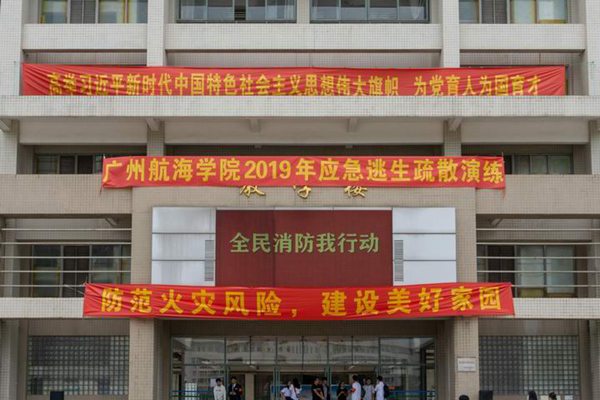 高举习近平新时代中国特色社会主义思想伟大旗帜 为党育人为国育才
广州航海学院2019年应急逃生疏散演练
教学楼
全民消防我行动
防范火灾风险，建设美好家园